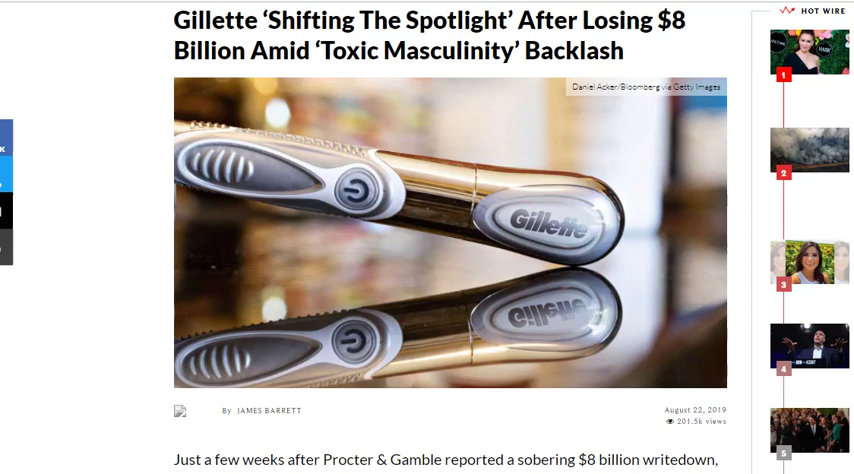 HOT WIRE
Gillette ‘Shifting The Spotlight’ After Losing $8
Billion Amid ‘Toxic Masculinity’ Backlash
Daniel Acker/Bloomberg via Getty Images
Gillette
Gillette
By JAMES BARRETT
August 22, 2019
201.5k views
Just a few weeks after Procter & Gamble reported a sobering $8 billion writedown,
K
1
2
3
4
5